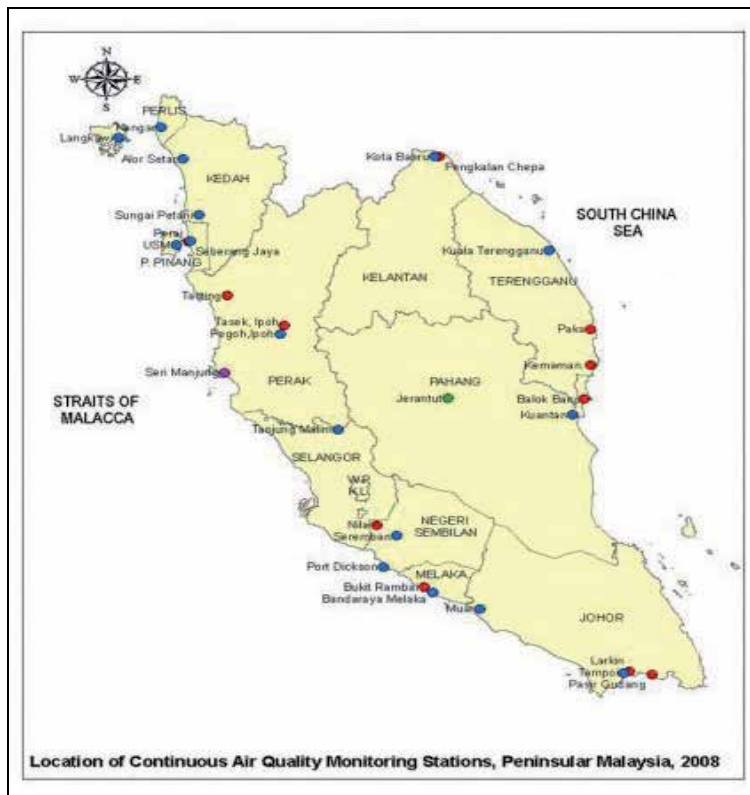 N
W E
S
PERLIS
Kangar
Langkawi
Alor Setar
KEDAH
Kota Bahru
Pengkalan Chepa
Sungai Petani
SOUTH CHINA
SEA
Perai
USM
Seberang Jaya
P. PINANG
Kuala Terengganu
KELANTAN
TERENGGANU
Taiping
Tasek, Ipoh
Pegoh,Ipoh
Paka
Kemaman
Seri Manjung
PERAK
PAHANG
STRAITS OF
MALACCA
Jerantut
Balok Baru
Kuantan
Tanjung Malim
SELANGOR
W.P.
K.L.
Nilai
NEGERI
SEMBILAN
Seremban
Port Dickson
MELAKA
Bukit Rambai
Bandaraya Melaka
Muar
JOHOR
Larkin
Tampoi
Pasir Gudang
Location of Continuous Air Quality Monitoring Stations, Peninsular Malaysia, 2008